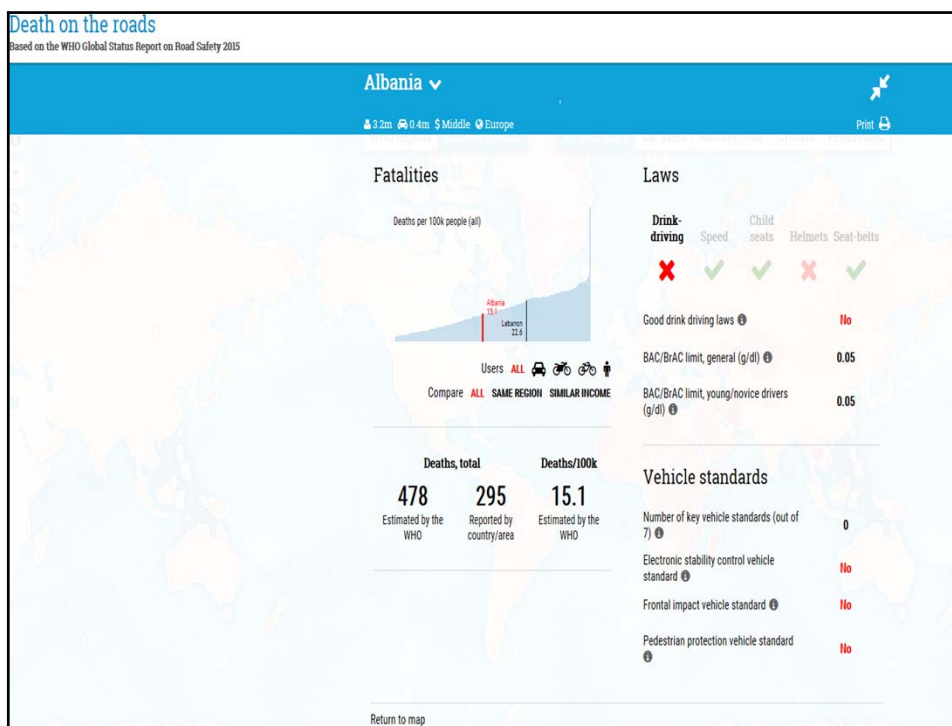 Death on the roads
Based on the WHO Global Status Report on Road Safety 2015
Albania
3.2m 0.4m $ Middle Europe
Print
Fatalities
Deaths per 100k people (all)
Albania
15.1
Lebanon
22.6
Users ALL
Compare ALL SAME REGION SIMILAR INCOME
Deaths, total
Deaths/100k
478
295
15.1
Estimated by the
WHO
Reported by
country/area
Estimated by the
WHO
Laws
Drink-
driving
Speed
Child
seats
Helmets
Seat-belts
Good drink driving laws
No
BAC/BrAC limit, general (g/dl)
0.05
BAC/BrAC limit, young/novice drivers
(g/dl)
0.05
Vehicle standards
Number of key vehicle standards (out of
7)
0
Electronic stability control vehicle
standard
No
Frontal impact vehicle standard
No
Pedestrian protection vehicle standard
No
Return to map